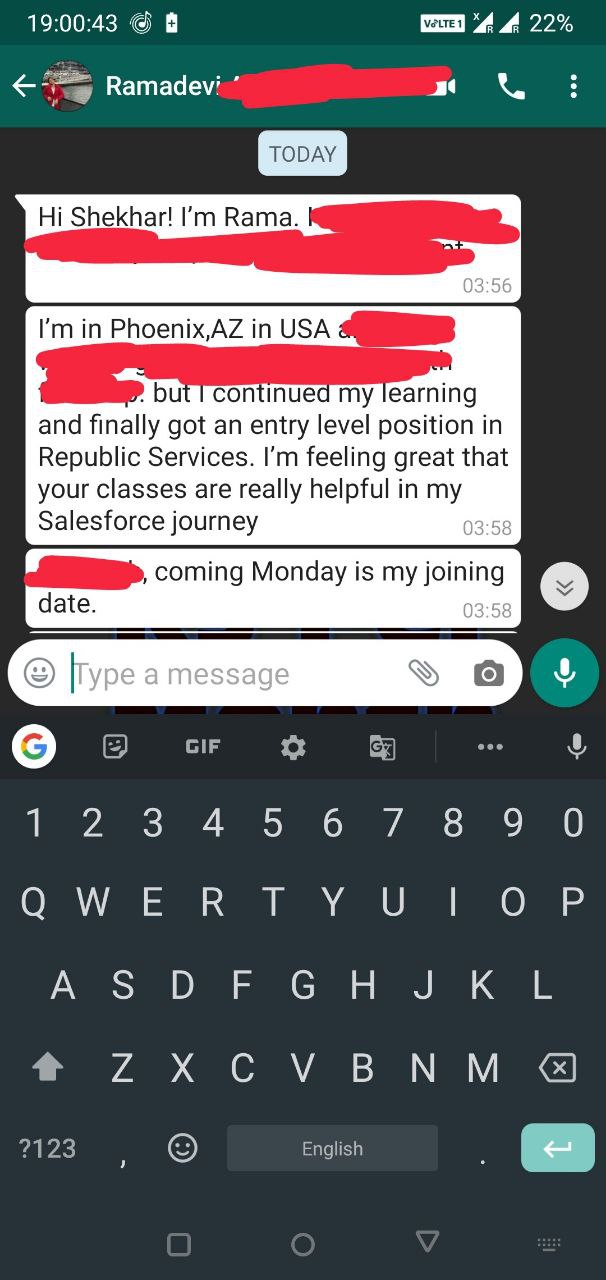 19:00:43 VoLTE 1 X R R 22%
Ramadevi
TODAY
Hi Shekhar! I'm Rama.
03:56
I'm in Phoenix,AZ in USA
but I continued my learning
and finally got an entry level position in
Republic Services. I'm feeling great that
your classes are really helpful in my
Salesforce journey
03:58
, coming Monday is my joining
date.
03:58
Type a message
G GIF G
1 2 3 4 5 6 7 8 9 0
Q W E R T Y U I O P
A S D F G H J K L
Z X C V B N M
?123 , English .